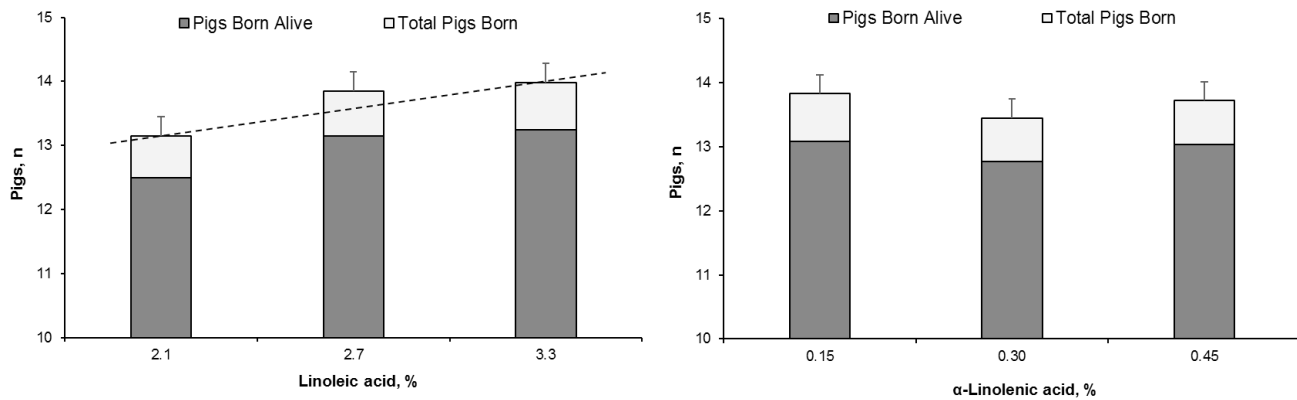 Pigs Born Alive Total Pigs Born
15
14
13
12
11
10
Pigs, n
2.1 2.7 3.3
Linoleic acid, %
Pigs Born Alive Total Pigs Born
15
14
13
12
11
10
Pigs, n
0.15 0.30 0.45
α-Linolenic acid, %